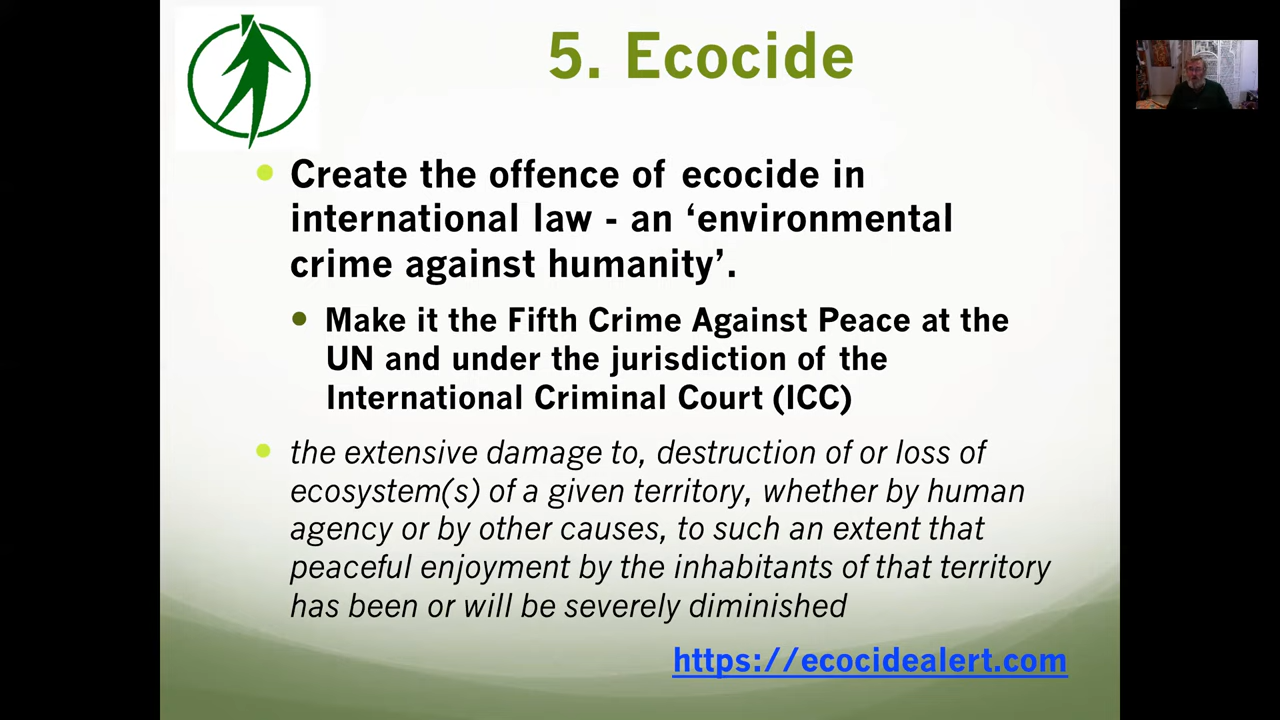 5. Ecocide
Create the offence of ecocide in
international law - an ‘environmental
crime against humanity’.
Make it the Fifth Crime Against Peace at the
UN and under the jurisdiction of the
International Criminal Court (ICC)
the extensive damage to, destruction of or loss of
ecosystem(s) of a given territory, whether by human
agency or by other causes, to such an extent that
peaceful enjoyment by the inhabitants of that territory
has been or will be severely diminished
https://ecocidealert.com